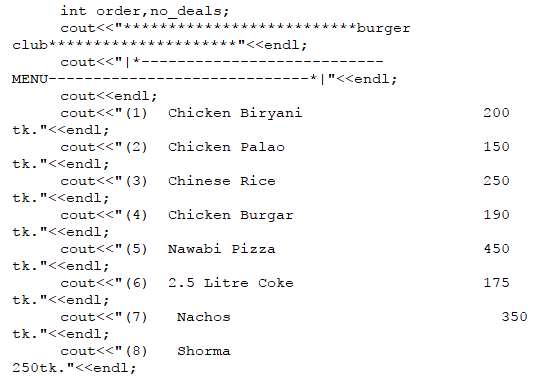 int order,no_deals;
cout<<"**************************burger
club*********************"<<endl;
cout<<"|*---------------------------
MENU-----------------------------*|"<<endl;
cout<<endl;
cout<<"(1)  Chicken Biryani                    200
tk."<<endl;
cout<<"(2)  Chicken Palao                      150
tk."<<endl;
cout<<"(3)  Chinese Rice                       250
tk."<<endl;
cout<<"(4)  Chicken Burgar                     190
tk."<<endl;
cout<<"(5)  Nawabi Pizza                       450
tk."<<endl;
cout<<"(6)  2.5 Litre Coke                     175
tk."<<endl;
cout<<"(7)   Nachos                              350
tk."<<endl;
cout<<"(8)   Shorma
250tk."<<endl;